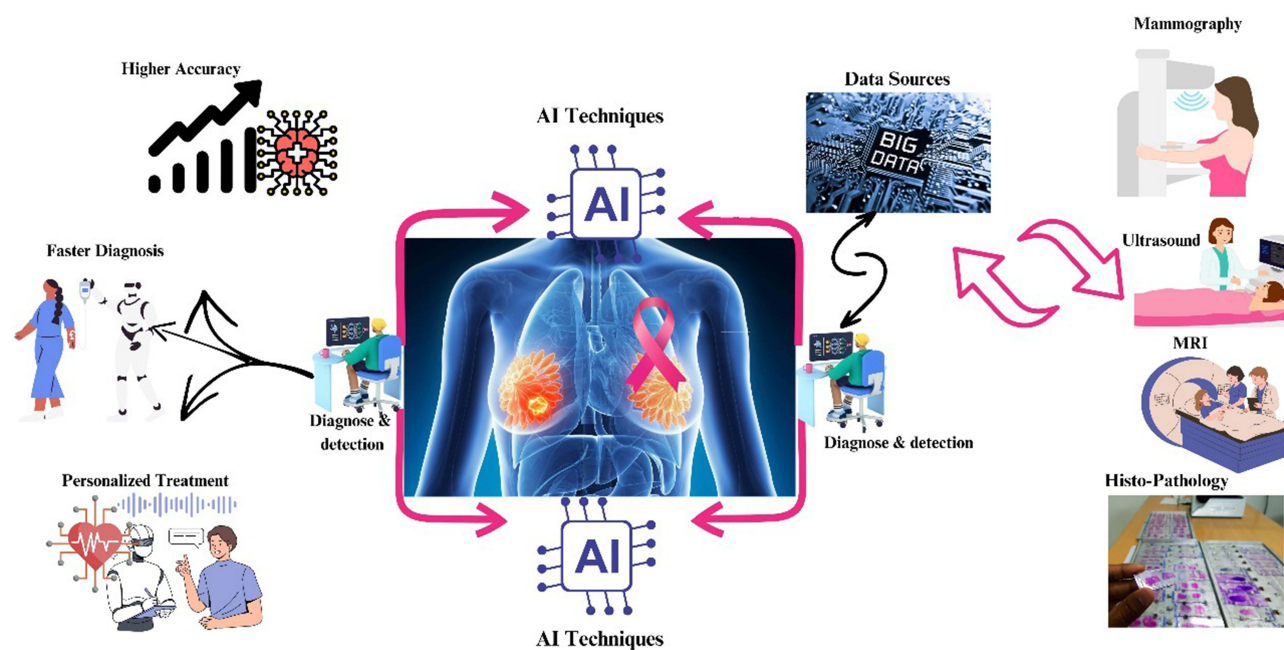 Mammography
Higher Accuracy
Data Sources
AI Techniques
BIG
DATA
AI
Ultrasound
Faster Diagnosis
MRI
Diagnose &
detection
Diagnose & detection
Personalized Treatment
Histo-Pathology
AI
AI Techniques